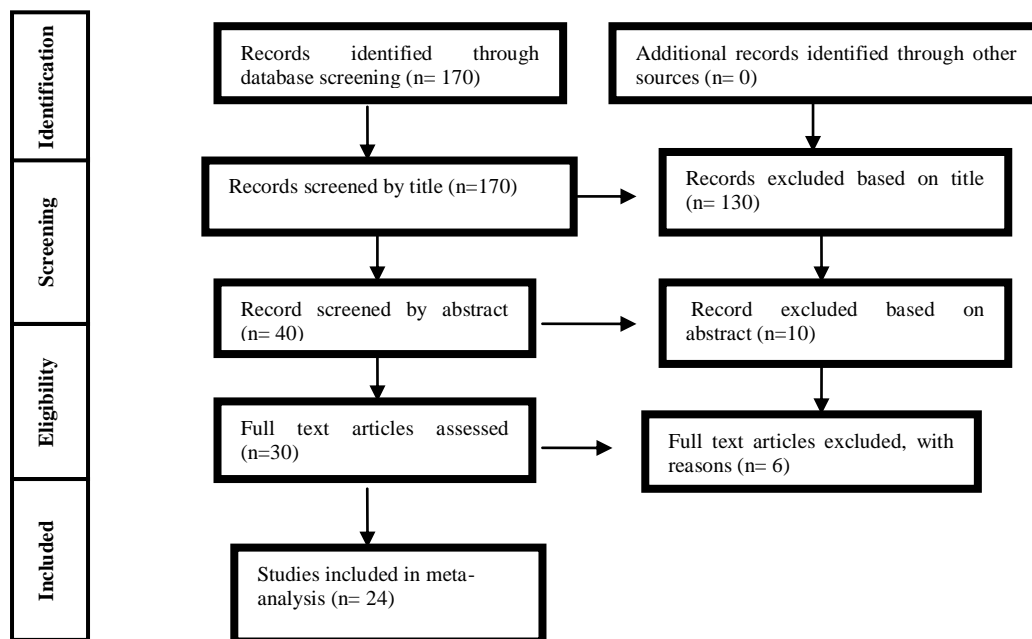 Identification
Records identified through
database screening (n= 170)
Additional records identified through other
sources (n= 0)
Screening
Records screened by title (n=170)
Records excluded based on title
(n= 130)
Record screened by abstract
(n= 40)
Record excluded based on
abstract (n=10)
Eligibility
Full text articles assessed
(n=30)
Full text articles excluded, with
reasons (n= 6)
Included
Studies included in meta-
analysis (n= 24)